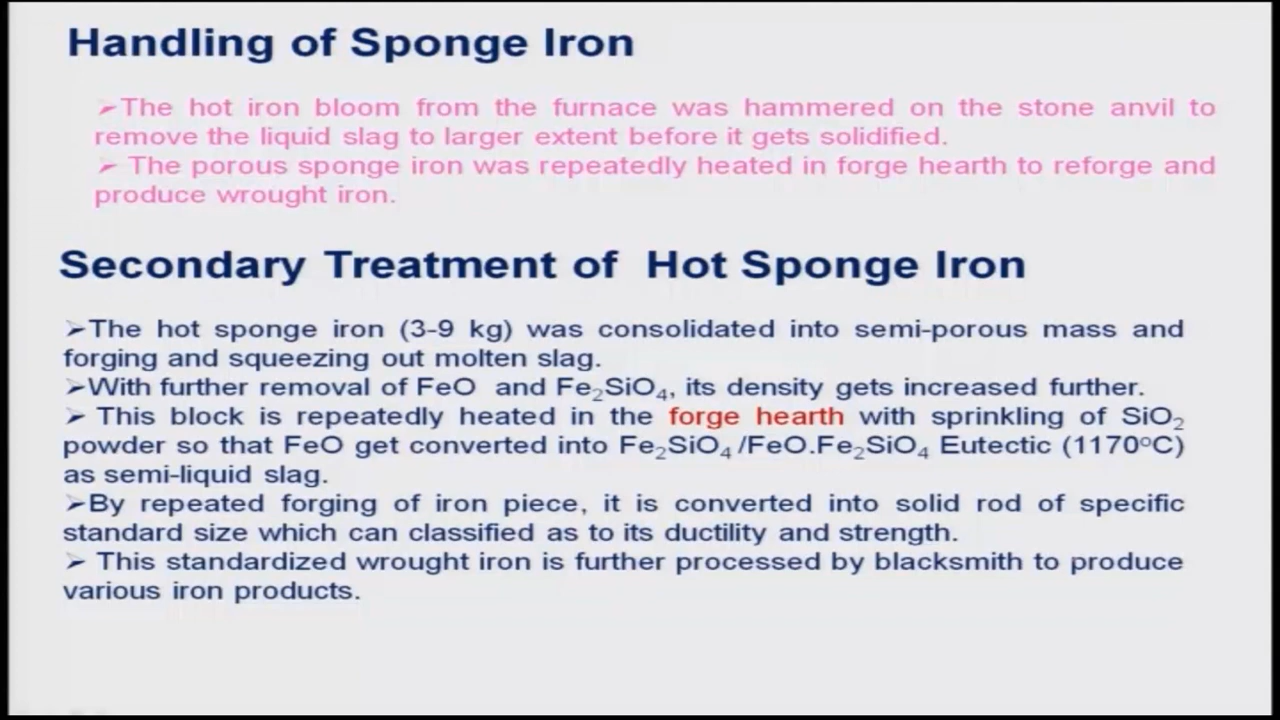 Handling of Sponge Iron
➢The hot iron bloom from the furnace was hammered on the stone anvil to
remove the liquid slag to larger extent before it gets solidified.
➢ The porous sponge iron was repeatedly heated in forge hearth to reforge and
produce wrought iron.
Secondary Treatment of Hot Sponge Iron
➢The hot sponge iron (3-9 kg) was consolidated into semi-porous mass and
forging and squeezing out molten slag.
➢With further removal of FeO and Fe₂SiO₄, its density gets increased further.
➢ This block is repeatedly heated in the forge hearth with sprinkling of SiO₂
powder so that FeO get converted into Fe₂SiO₄ /FeO.Fe₂SiO₄ Eutectic (1170°C)
as semi-liquid slag.
➢By repeated forging of iron piece, it is converted into solid rod of specific
standard size which can classified as to its ductility and strength.
➢ This standardized wrought iron is further processed by blacksmith to produce
various iron products.